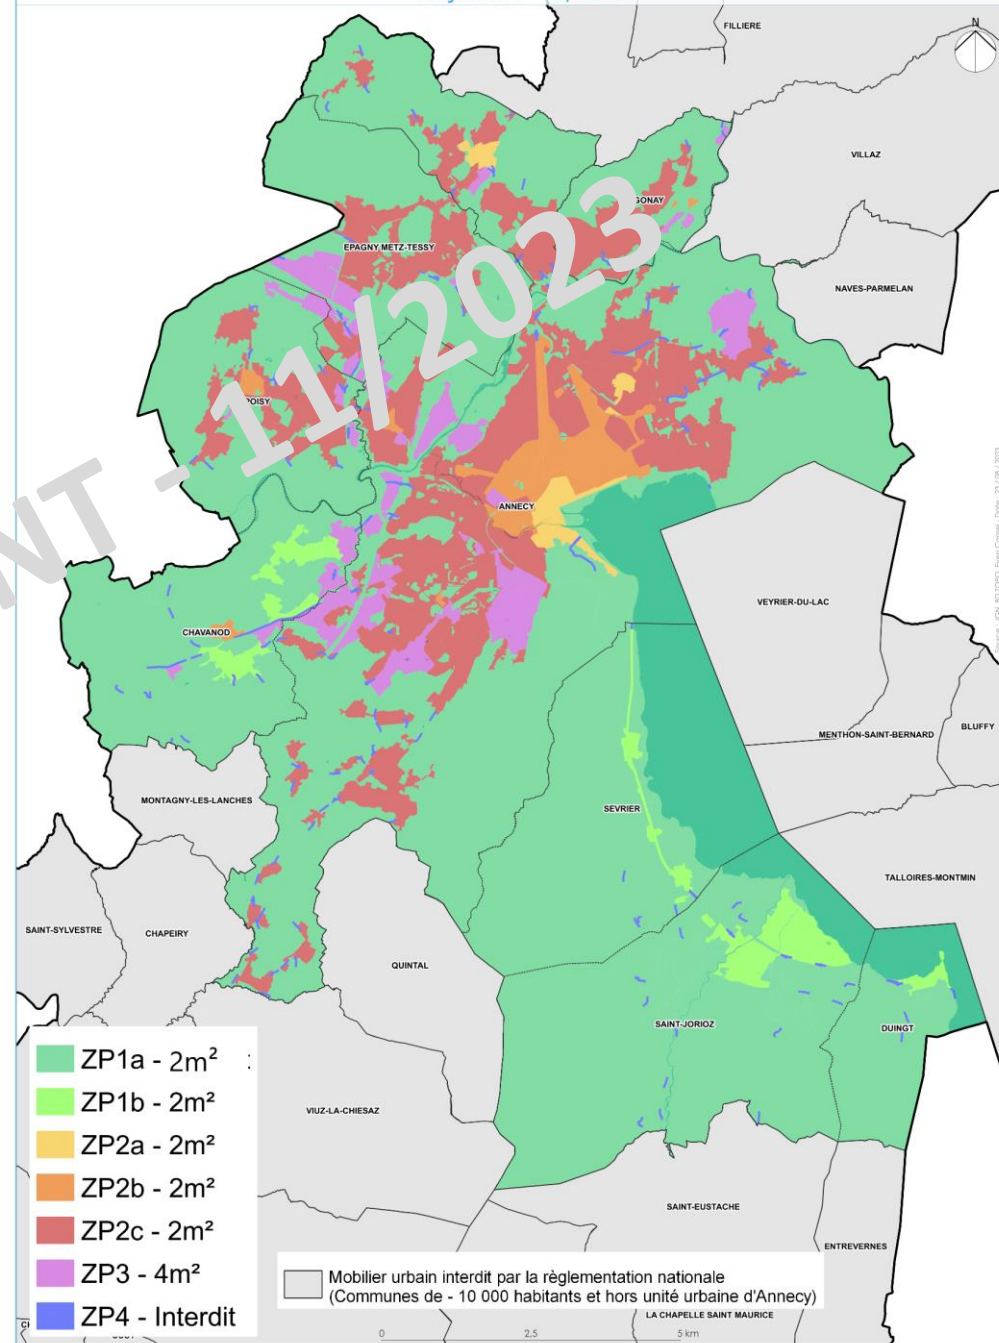 FILLIERE
N
VILLAZ
GONAY
EPAGNY METZ-TESSY
NAVES-PARMELAN
POISY
NT - 11/2023
ANNECY
VEYRIER-DU-LAC
CHAVANOD
MENTHON-SAINT-BERNARD
BLUFFY
MONTAGNY-LES-LANCHES
SEVRIER
TALLOIRES-MONTMIN
SAINT-SYLVESTRE
CHAPEIRY
QUINTAL
SAINT-JORIOZ
DUINGT
VIUZ-LA-CHIESAZ
SAINT-EUSTACHE
ENTREVERNES
LA CHAPELLE SAINT MAURICE
ZP1a - 2m² :
ZP1b - 2m²
ZP2a - 2m²
ZP2b - 2m²
ZP2c - 2m²
ZP3 - 4m²
ZP4 - Interdit
Mobilier urbain interdit par la règlementation nationale
(Communes de - 10 000 habitants et hors unité urbaine d'Annecy)
0 2.5 5 km